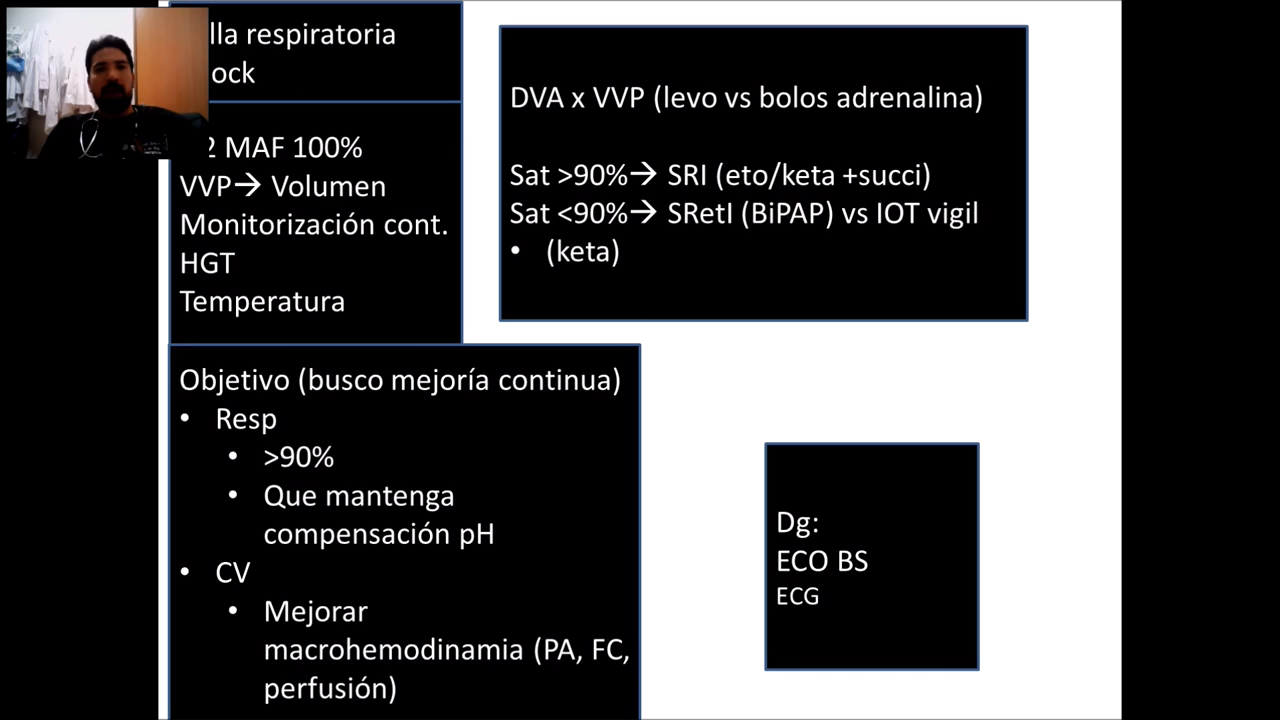 lla respiratoria
ock
2 MAF 100%
VVP→ Volumen
Monitorización cont.
HGT
Temperatura
DVA x VVP (levo vs bolos adrenalina)
Sat >90%→ SRI (eto/keta +succi)
Sat <90%→ SRetI (BiPAP) vs IOT vigil
• (keta)
Objetivo (busco mejoría continua)
• Resp
• >90%
• Que mantenga
compensación pH
• CV
• Mejorar
macrohemodinamia (PA, FC,
perfusión)
Dg:
ECO BS
ECG